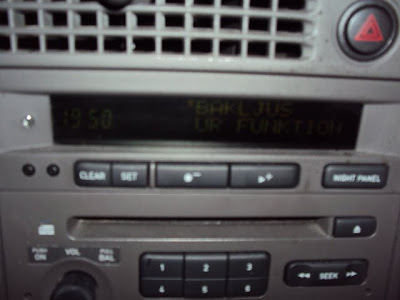 19:50 BAKLJUS
UR FUNKTION
CLEAR SET NIGHT PANEL
PUSH ON VOL PULL BAL
SEEK
1 2 3
4 5 6